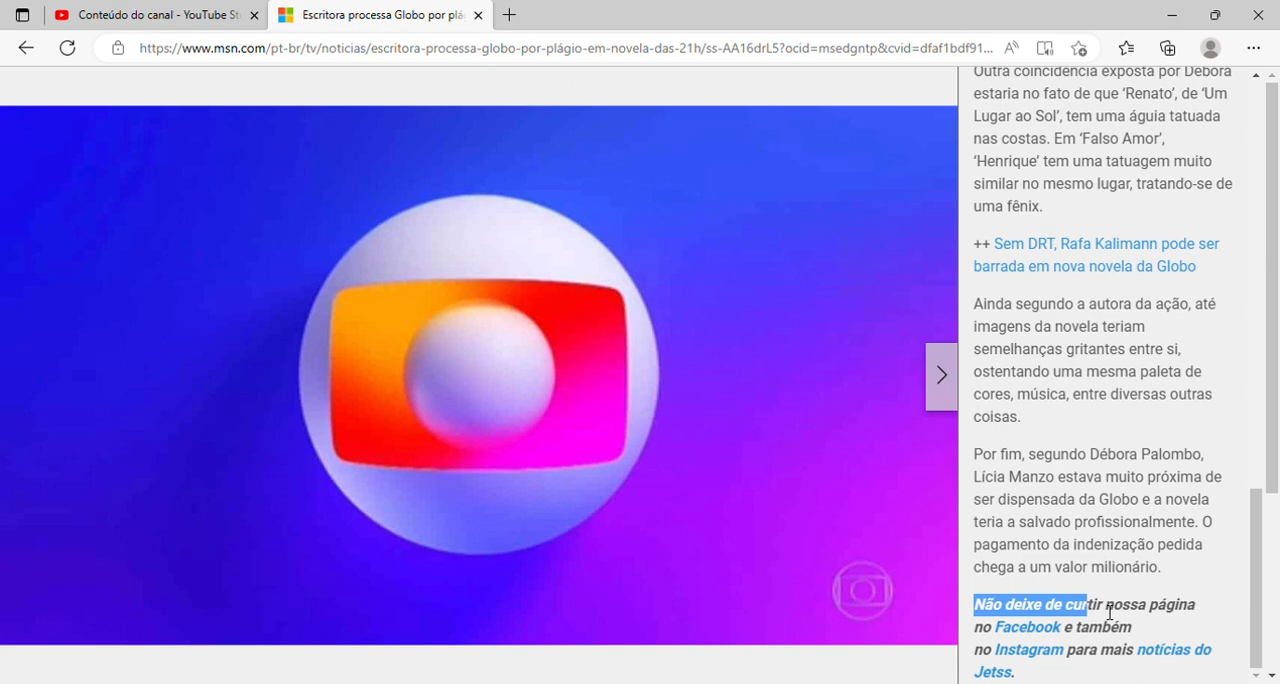 Conteúdo do canal - YouTube St
Escritora processa Globo por plá
https://www.msn.com/pt-br/tv/noticias/escritora-processa-globo-por-plágio-em-novela-das-21h/ss-AA16drL5?ocid=msedgntp&cvid=dfaf1bdf91...
Outra coincidência exposta por Débora
estaria no fato de que ‘Renato’, de ‘Um
Lugar ao Sol’, tem uma águia tatuada
nas costas. Em ‘Falso Amor’,
‘Henrique’ tem uma tatuagem muito
similar no mesmo lugar, tratando-se de
uma fênix.
++ Sem DRT, Rafa Kalimann pode ser
barrada em nova novela da Globo
Ainda segundo a autora da ação, até
imagens da novela teriam
semelhanças gritantes entre si,
ostentando uma mesma paleta de
cores, música, entre diversas outras
coisas.
Por fim, segundo Débora Palombo,
Lícia Manzo estava muito próxima de
ser dispensada da Globo e a novela
teria a salvado profissionalmente. O
pagamento da indenização pedida
chega a um valor milionário.
Não deixe de curtir nossa página
no Facebook e também
no Instagram para mais notícias do
Jetss.